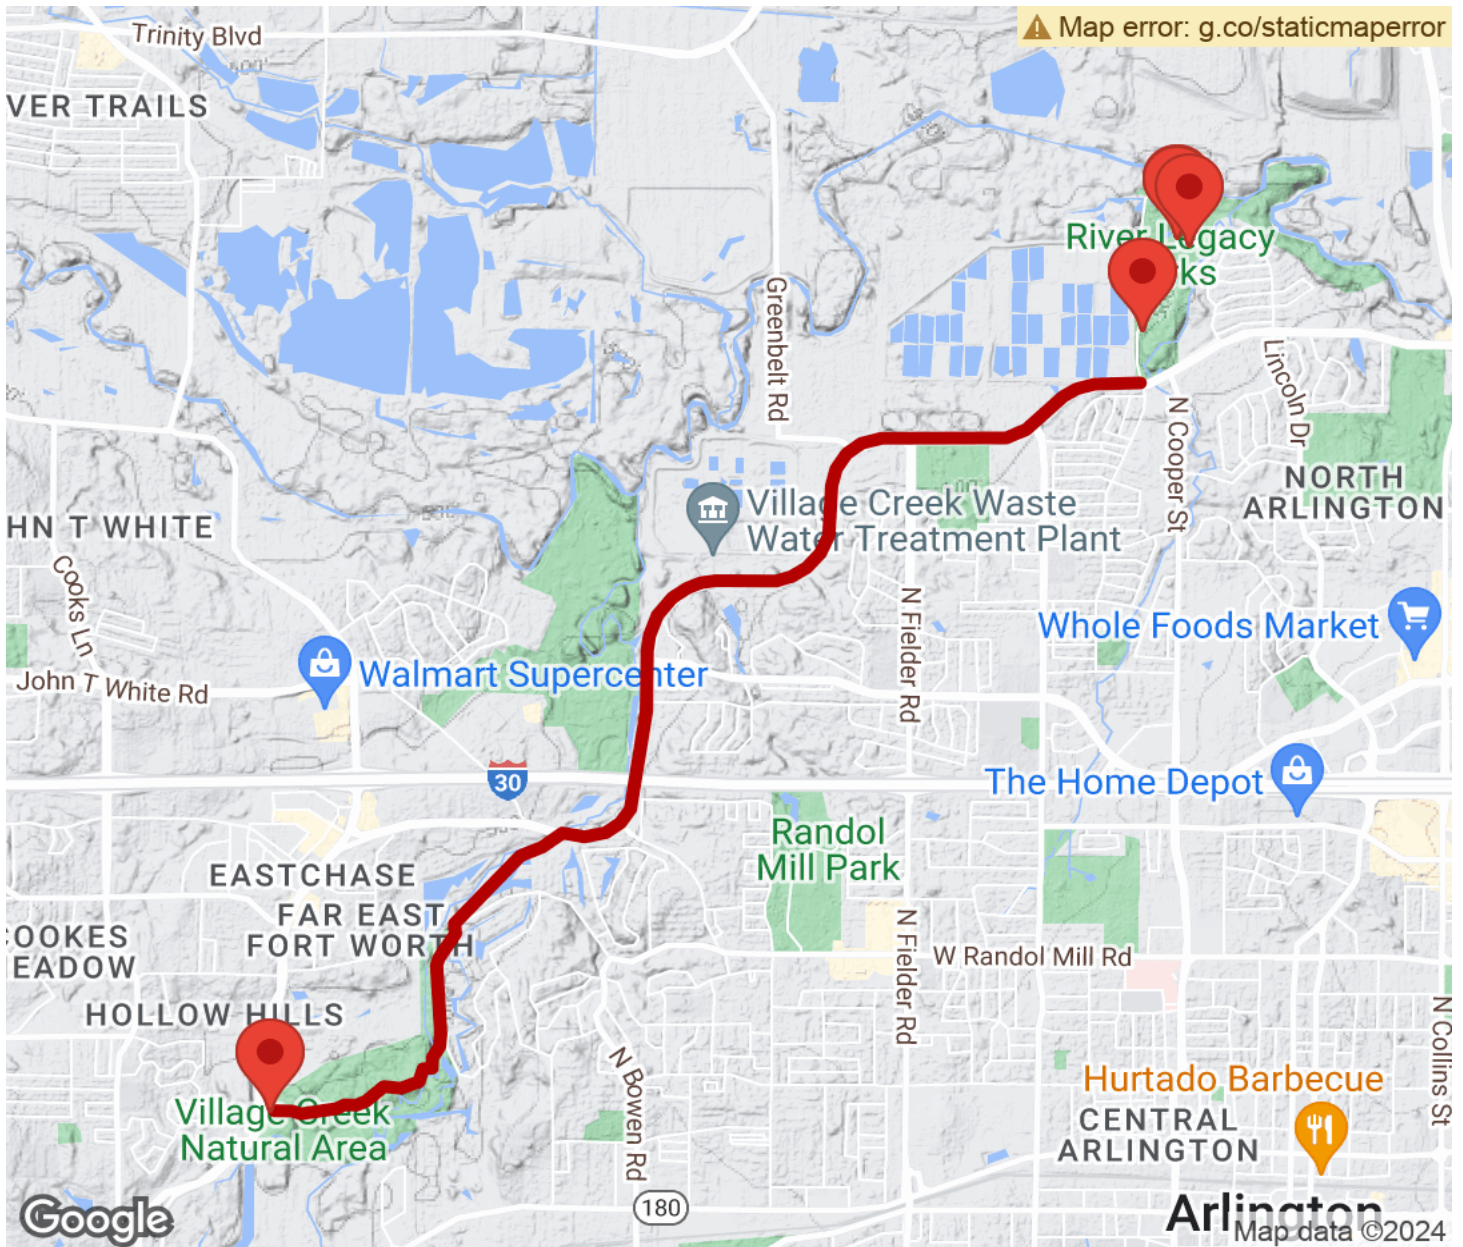 Trinity Blvd
Map error: g.co/staticmaperror
VER TRAILS
River Legacy
rks
Greenbelt Rd
Lincoln Dr
N Cooper St
NORTH
ARLINGTON
Village Creek Waste
Water Treatment Plant
HN T WHITE
Cooks Ln
N Fielder Rd
Whole Foods Market
Walmart Supercenter
John T White Rd
30
The Home Depot
Randol
Mill Park
EASTCHASE
FAR EAST
FORT WORTH
COOKES
EADOW
N Fielder Rd
W Randol Mill Rd
HOLLOW HILLS
N Collins St
N Bowen Rd
Hurtado Barbecue
Village Creek
Natural Area
CENTRAL
ARLINGTON
180
Arlington
Google
Map data ©2024